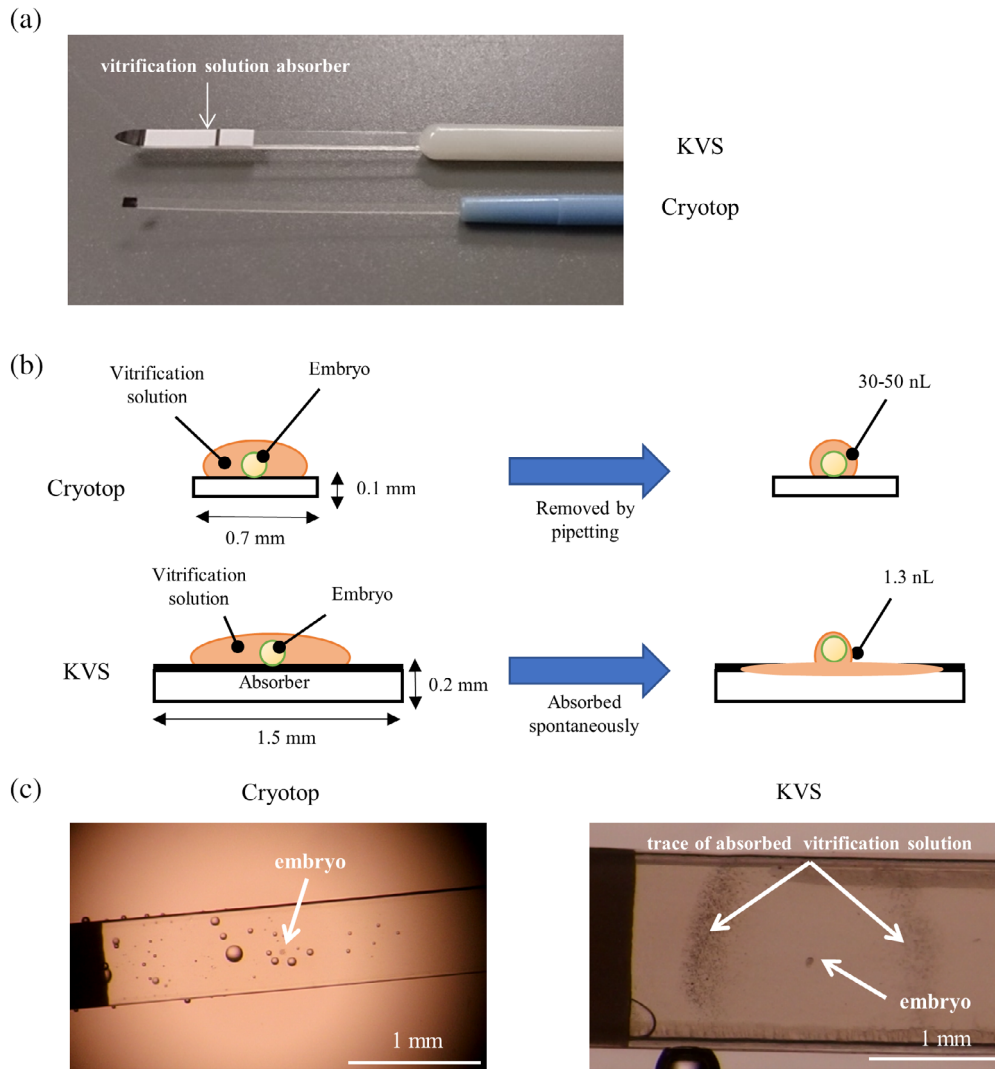 (a)
vitrification solution absorber
KVS
Cryotop
(b)
Vitrification
solution
Embryo
30-50 nL
Cryotop
0.1 mm
0.7 mm
Removed by
pipetting
Vitrification
solution
Embryo
1.3 nL
KVS
Absorber
0.2 mm
1.5 mm
Absorbed
spontaneously
(c)
Cryotop
KVS
embryo
1 mm
trace of absorbed vitrification solution
embryo
1 mm